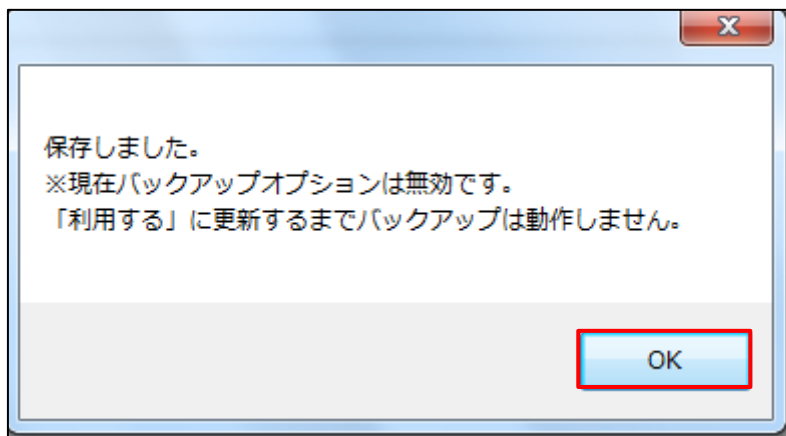 保存しました。
※現在バックアップオプションは無効です。
「利用する」に更新するまでバックアップは動作しません。
OK